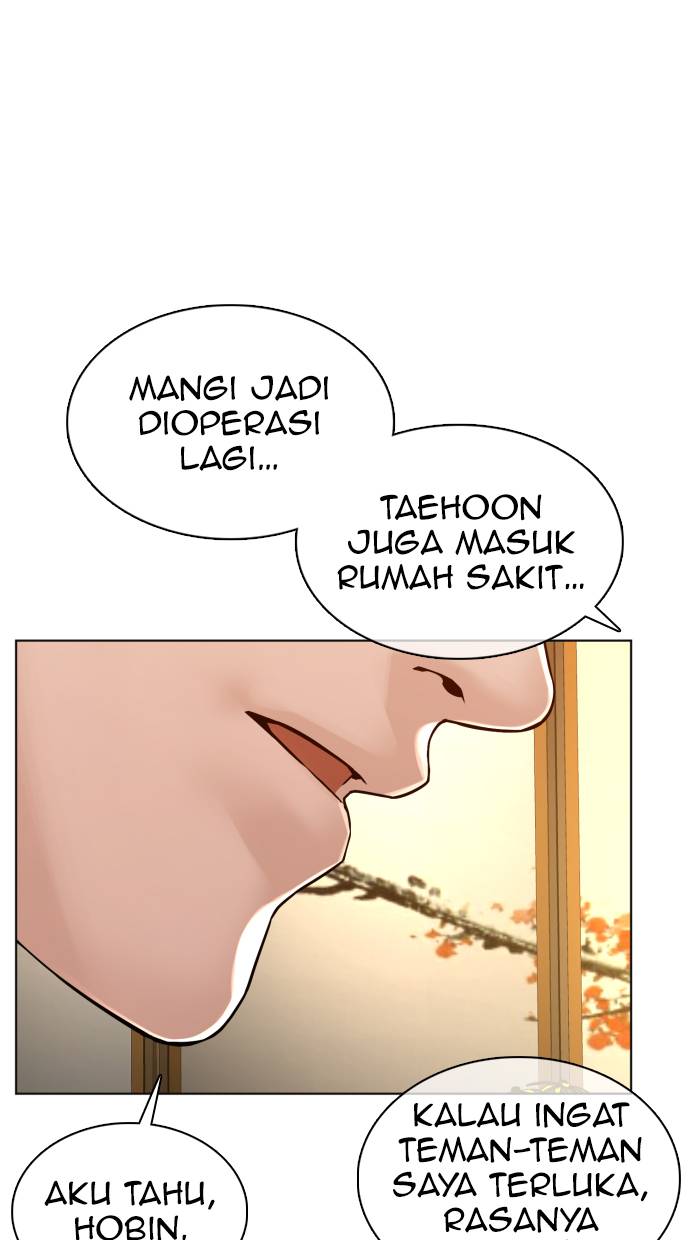 MANGI JADI
DIOPERASI
LAGI...
TAEHOON
JUGA MASUK
RUMAH SAKIT...
KALAU INGAT
TEMAN-TEMAN
SAYA TERLUKA,
RASANYA
AKU TAHU,
HOBIN.